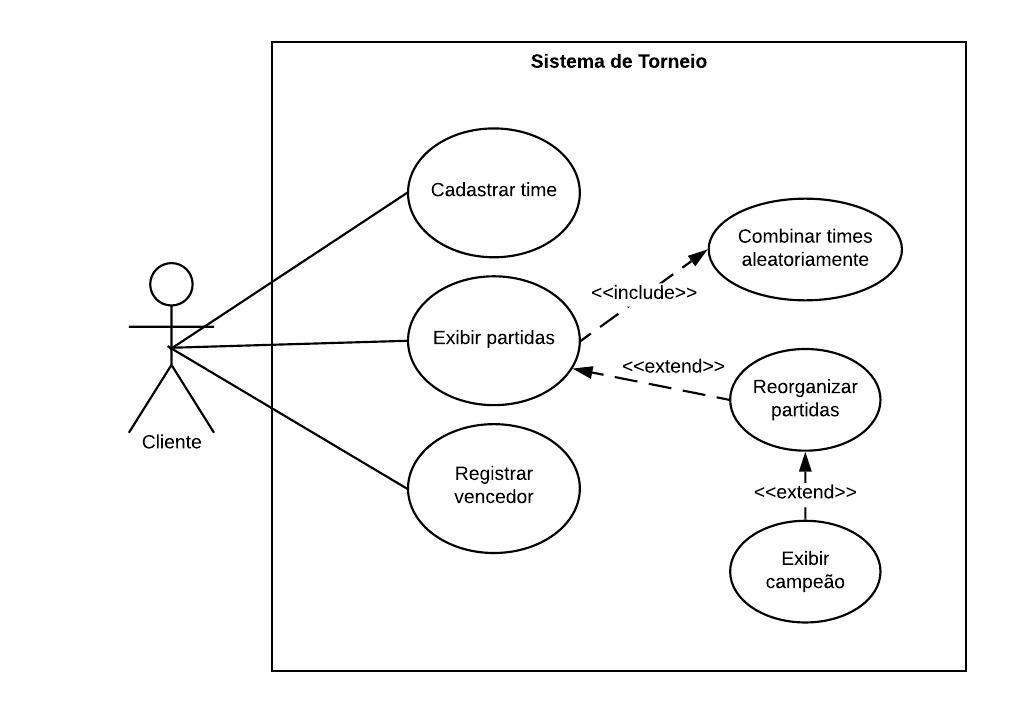 Sistema de Torneio
Cadastrar time
Combinar times
aleatoriamente
<<include>>
Exibir partidas
<<extend>>
Reorganizar
partidas
Cliente
Registrar
vencedor
<<extend>>
Exibir
campeão